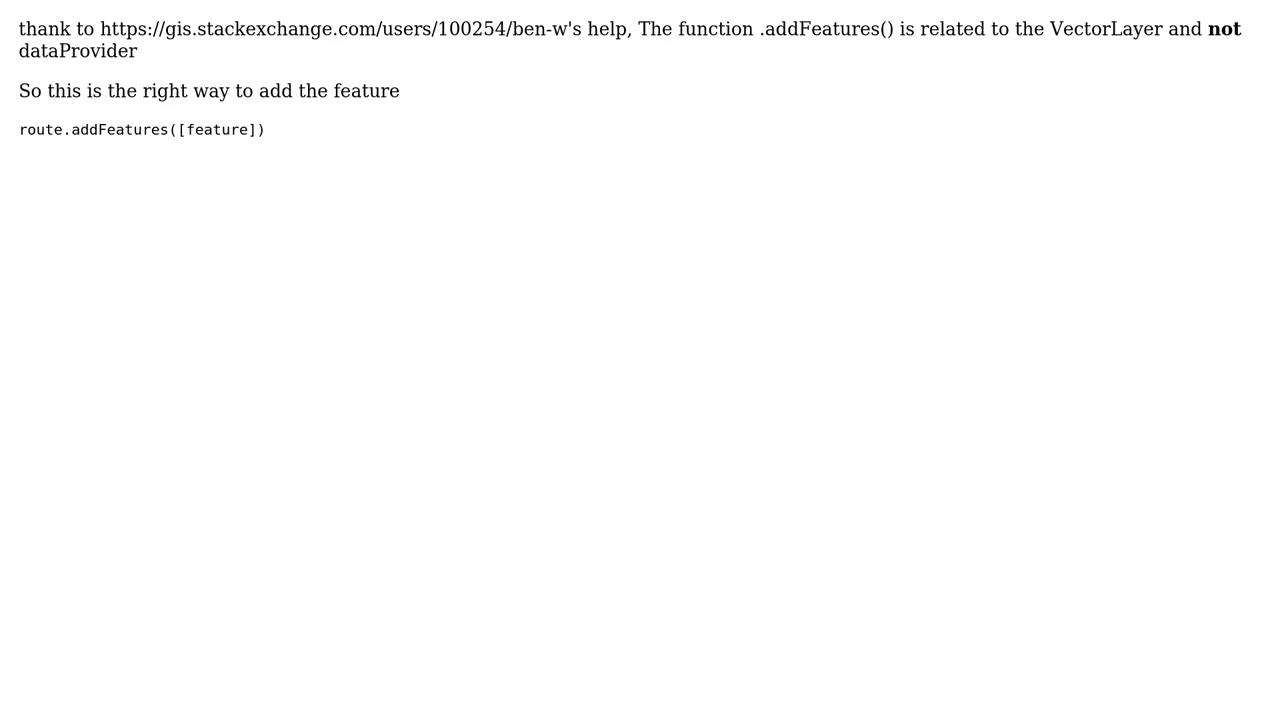 thank to https://gis.stackexchange.com/users/100254/ben-w's help, The function .addFeatures() is related to the VectorLayer and not
dataProvider
So this is the right way to add the feature
route.addFeatures([feature])